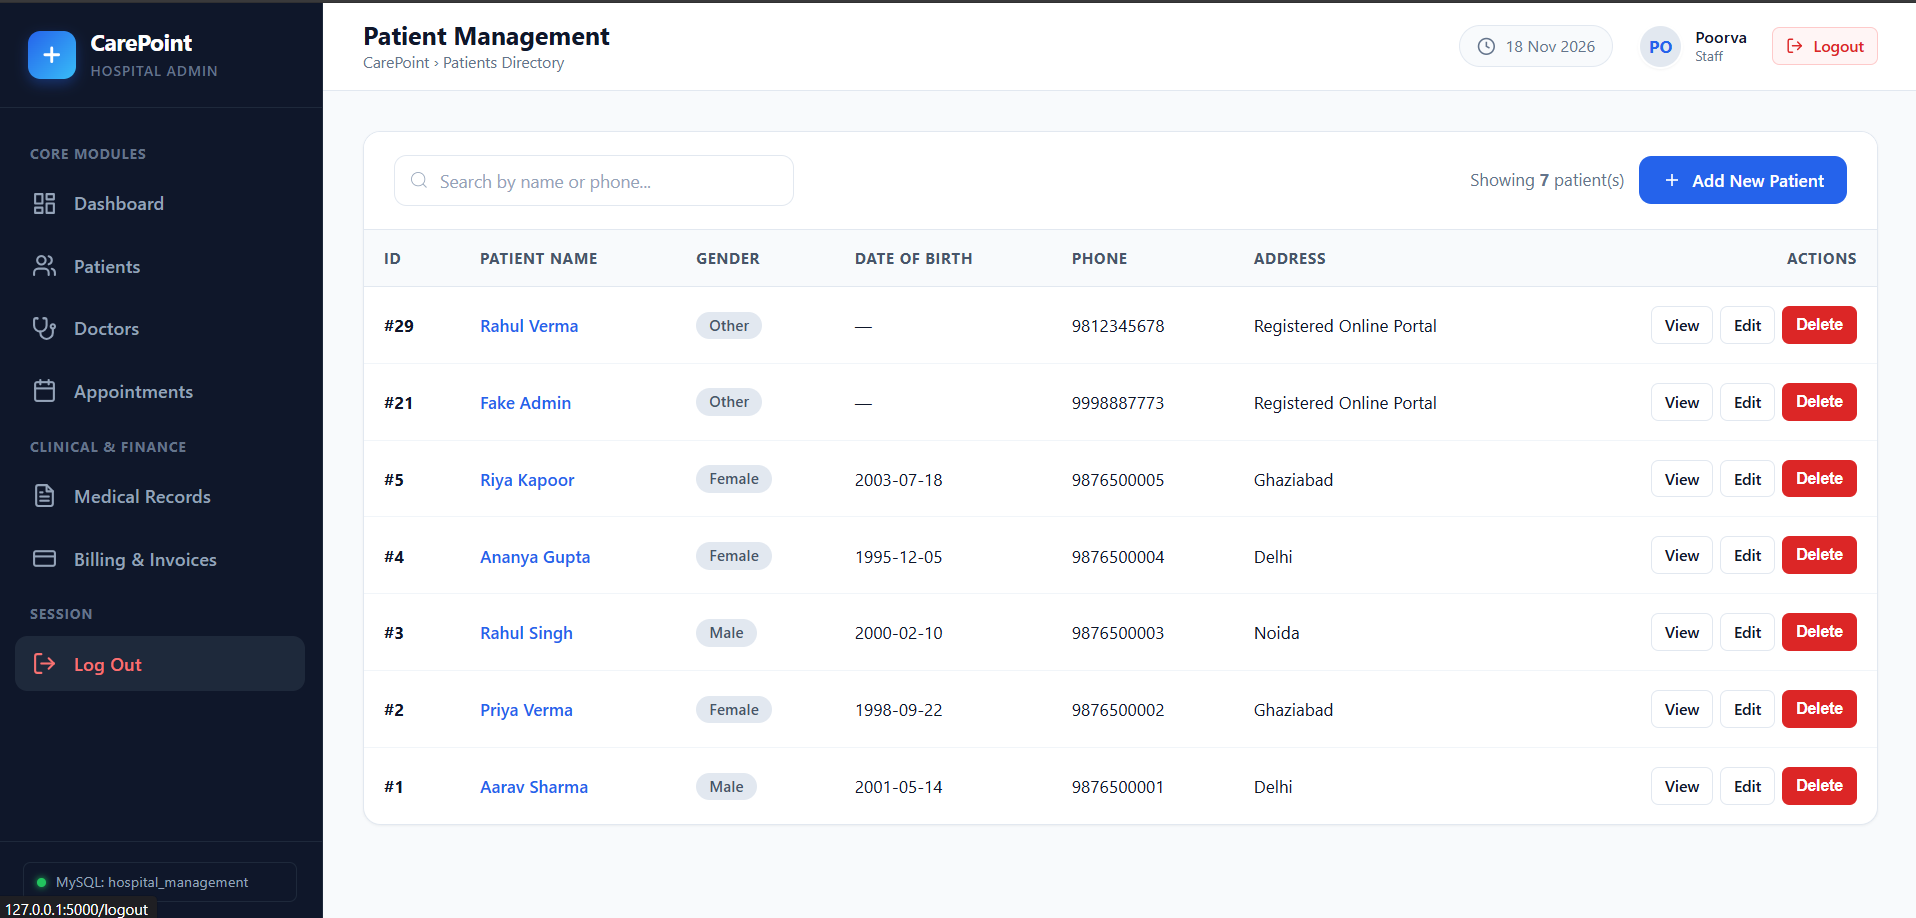 CarePoint
HOSPITAL ADMIN
CORE MODULES
Dashboard
Patients
Doctors
Appointments
CLINICAL & FINANCE
Medical Records
Billing & Invoices
SESSION
Log Out
MySQL: hospital_management
127.0.0.1:5000/logout
Patient Management
CarePoint › Patients Directory
18 Nov 2026
PO
Poorva
Staff
Logout
Search by name or phone...
Showing 7 patient(s)
+ Add New Patient
ID PATIENT NAME GENDER DATE OF BIRTH PHONE ADDRESS ACTIONS
#29 Rahul Verma Other — 9812345678 Registered Online Portal View Edit Delete
#21 Fake Admin Other — 9998887773 Registered Online Portal View Edit Delete
#5 Riya Kapoor Female 2003-07-18 9876500005 Ghaziabad View Edit Delete
#4 Ananya Gupta Female 1995-12-05 9876500004 Delhi View Edit Delete
#3 Rahul Singh Male 2000-02-10 9876500003 Noida View Edit Delete
#2 Priya Verma Female 1998-09-22 9876500002 Ghaziabad View Edit Delete
#1 Aarav Sharma Male 2001-05-14 9876500001 Delhi View Edit Delete